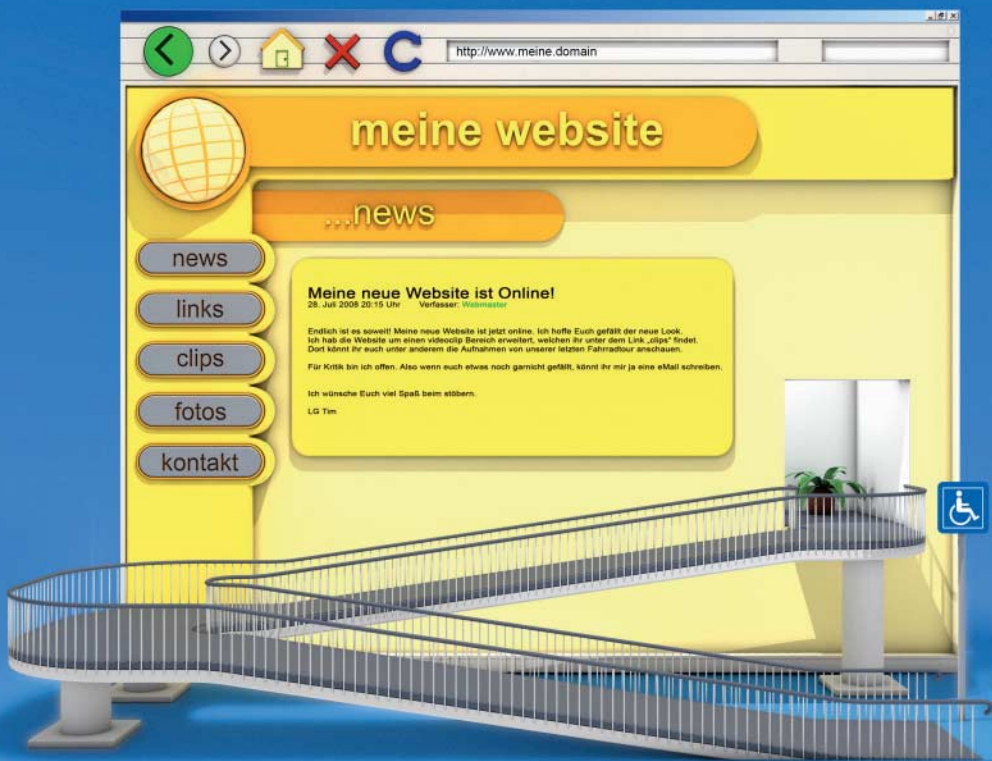 http://www.meine.domain
meine website
...news
news
links
clips
fotos
kontakt
Meine neue Website ist Online!
28. Juli 2008 20:15 Uhr Verfasser: Webmaster
Endlich ist es soweit! Meine neue Website ist jetzt online. Ich hoffe Euch gefällt der neue Look.
Ich hab die Website um einen videoclip Bereich erweitert, welchen ihr unter dem Link „clips“ findet.
Dort könnt ihr euch unter anderem die Aufnahmen von unserer letzten Fahrradtour anschauen.
Für Kritik bin ich offen. Also wenn euch etwas noch garnicht gefällt, könnt ihr mir ja eine eMail schreiben.
Ich wünsche Euch viel Spaß beim stöbern.
LG Tim